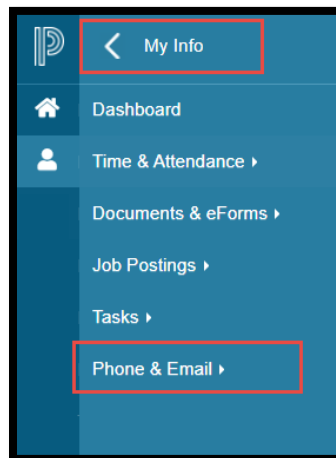 My Info
Dashboard
Time & Attendance
Documents & eForms
Job Postings
Tasks
Phone & Email